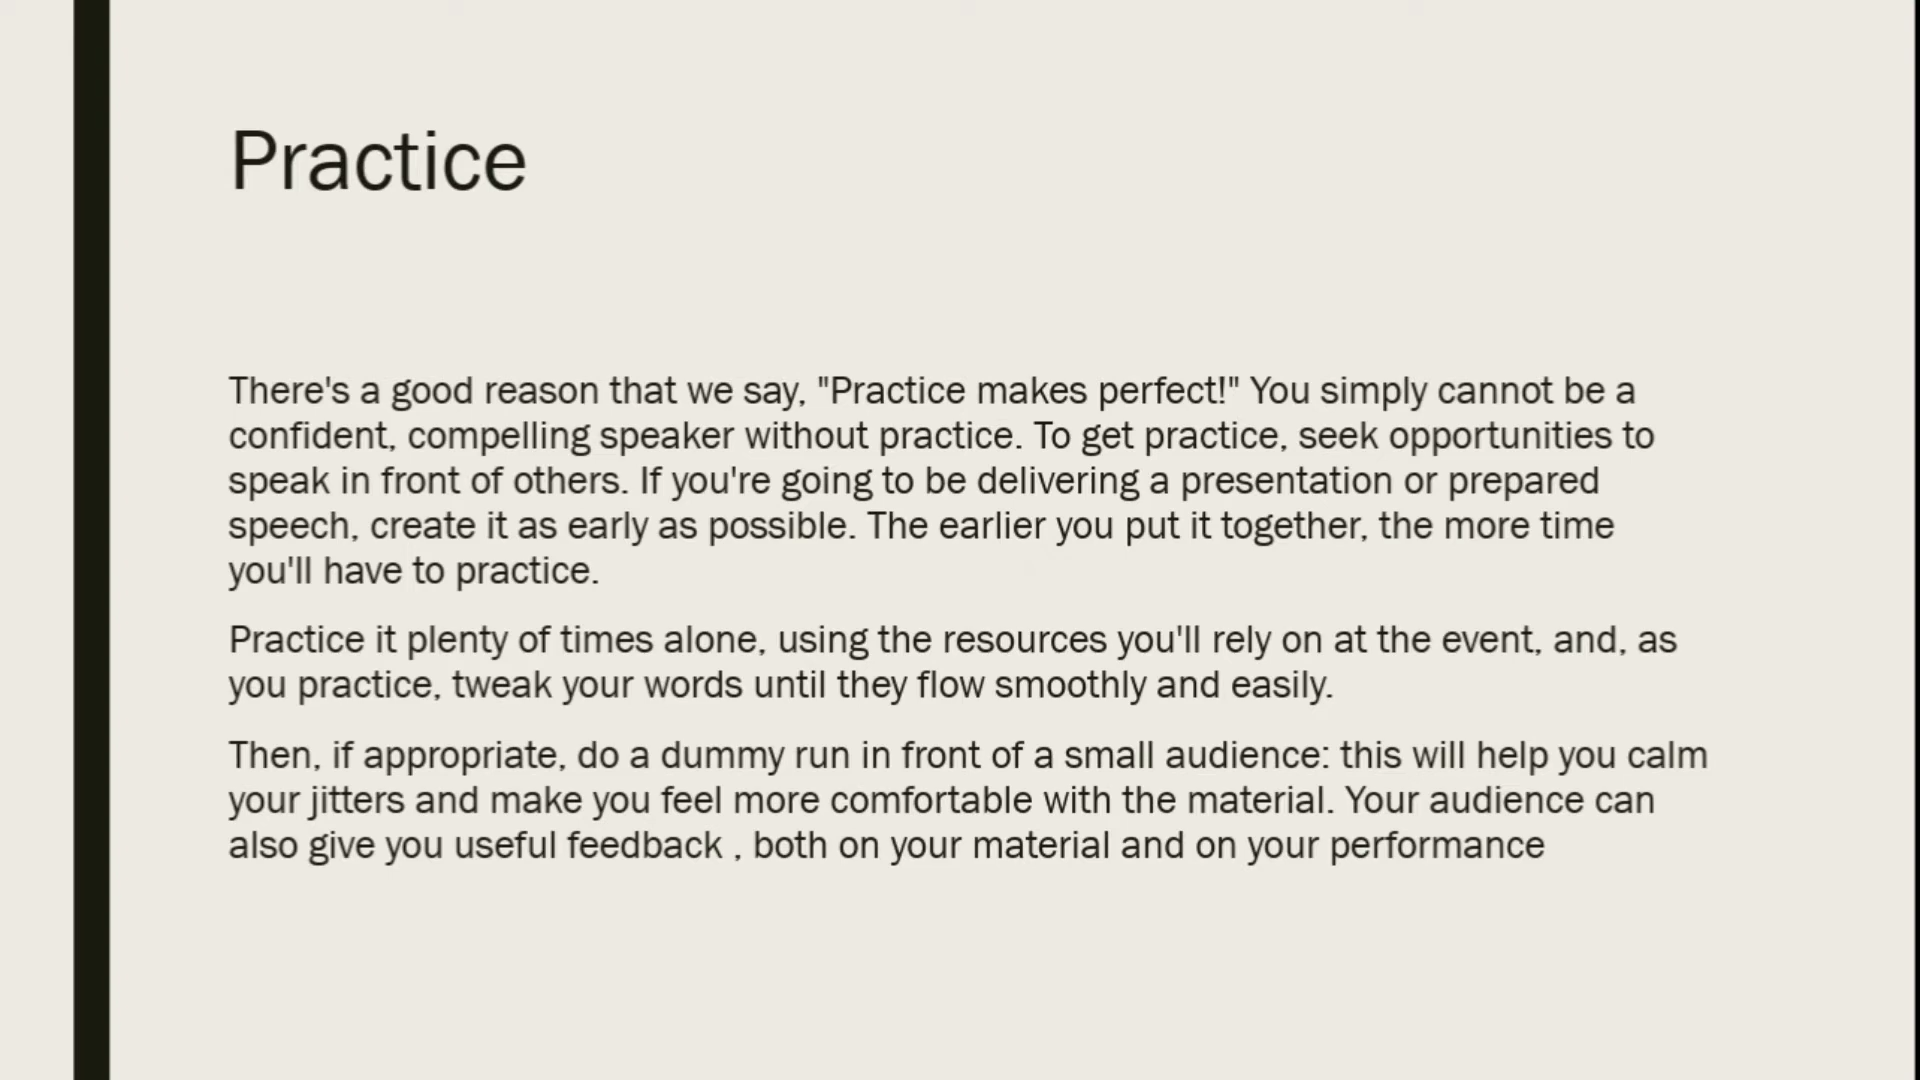 Practice
There's a good reason that we say, "Practice makes perfect!" You simply cannot be a
confident, compelling speaker without practice. To get practice, seek opportunities to
speak in front of others. If you're going to be delivering a presentation or prepared
speech, create it as early as possible. The earlier you put it together, the more time
you'll have to practice.
Practice it plenty of times alone, using the resources you'll rely on at the event, and, as
you practice, tweak your words until they flow smoothly and easily.
Then, if appropriate, do a dummy run in front of a small audience: this will help you calm
your jitters and make you feel more comfortable with the material. Your audience can
also give you useful feedback , both on your material and on your performance